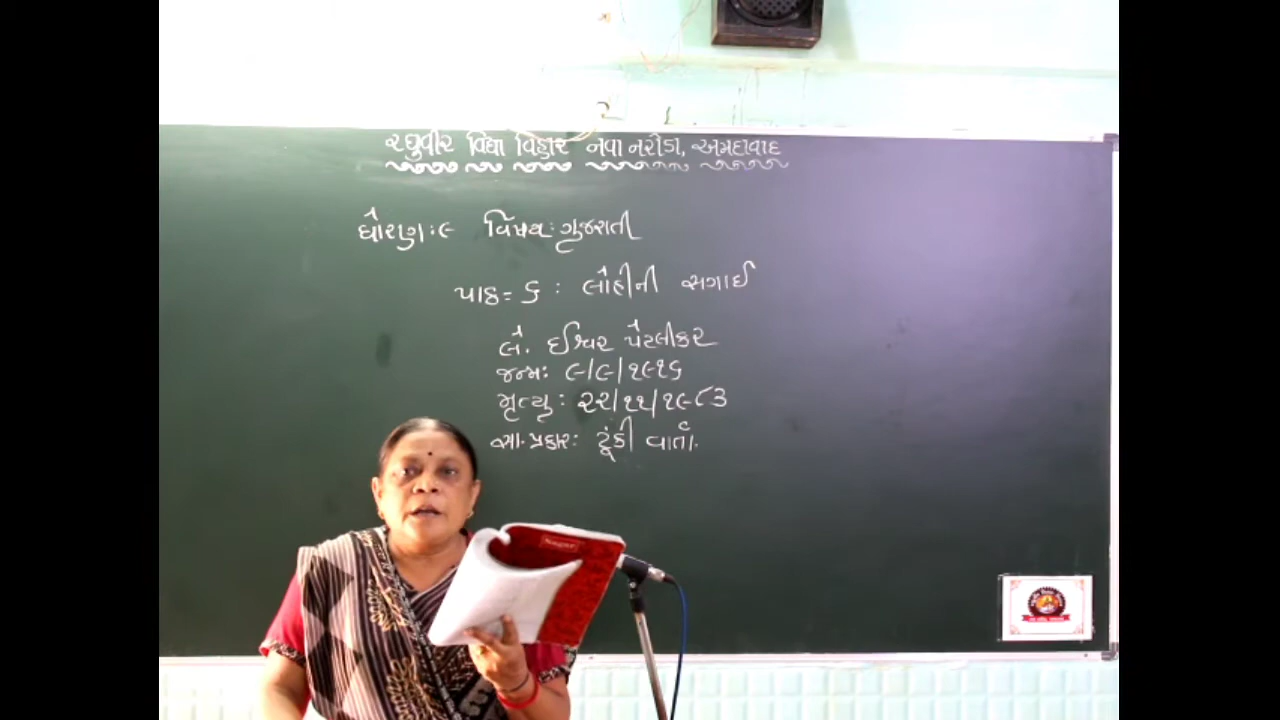 રઘુવીર વિદ્યા વિહાર નવા નરોડા, અમદાવાદ
ધોરણ: ૯ વિષય: ગુજરાતી
પાઠ= ૬ : લોહીની સગાઈ
લે. ઈશ્વર પેટલીકર
જન્મ: ૯/૯/૧૯૧૬
મૃત્યુ: ૨૨/૧૧/૧૯૮૩
સા. પ્રકાર: ટૂંકી વાર્તા.